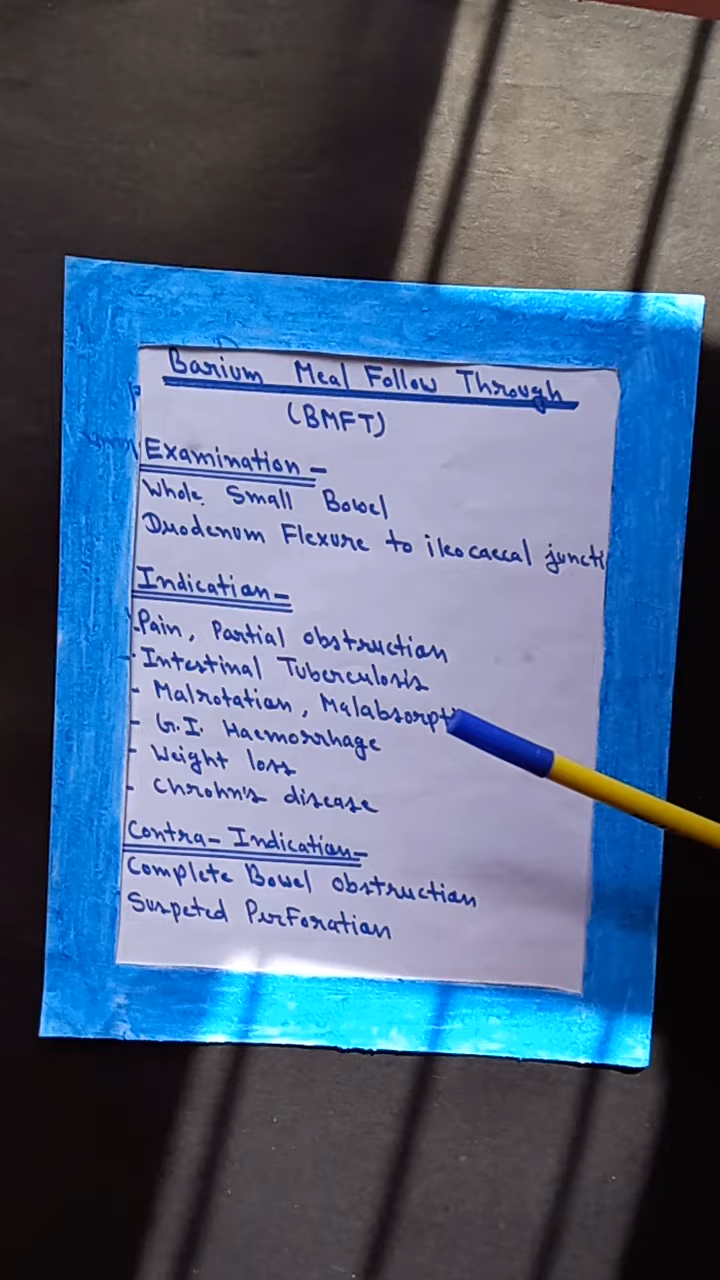 Barium Meal Follow Through
(BMFT)
Examination -
Whole Small Bowel
Duodenum Flexure to ileocaecal juncti
Indication -
- Pain, Partial obstruction
- Intestinal Tuberculosis
- Malrotation, Malabsorpt
- G.I. Haemorrhage
- Weight loss
- Chrohn's disease
Contra-Indication -
Complete Bowel Obstruction
Suspeted Perforation